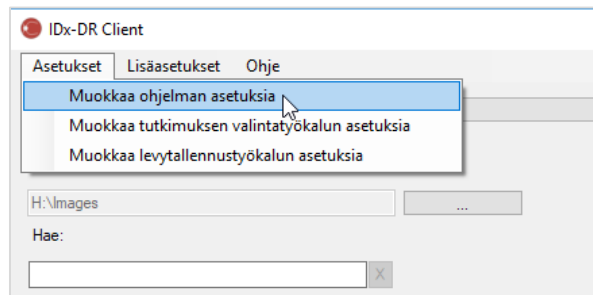 IDx-DR Client
Asetukset Lisäasetukset Ohje
Muokkaa ohjelman asetuksia
Muokkaa tutkimuksen valintatyökalun asetuksia
Muokkaa levytallennustyökalun asetuksia
H:\Images ...
Hae:
X